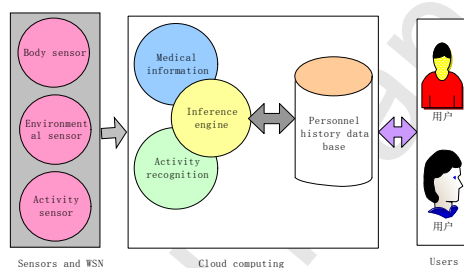 Body sensor
Environment
al sensor
Activity
sensor
Medical
information
Inference
engine
Activity
recognition
Personnel
history data
base
用户
用户
Sensors and WSN
Cloud computing
Users